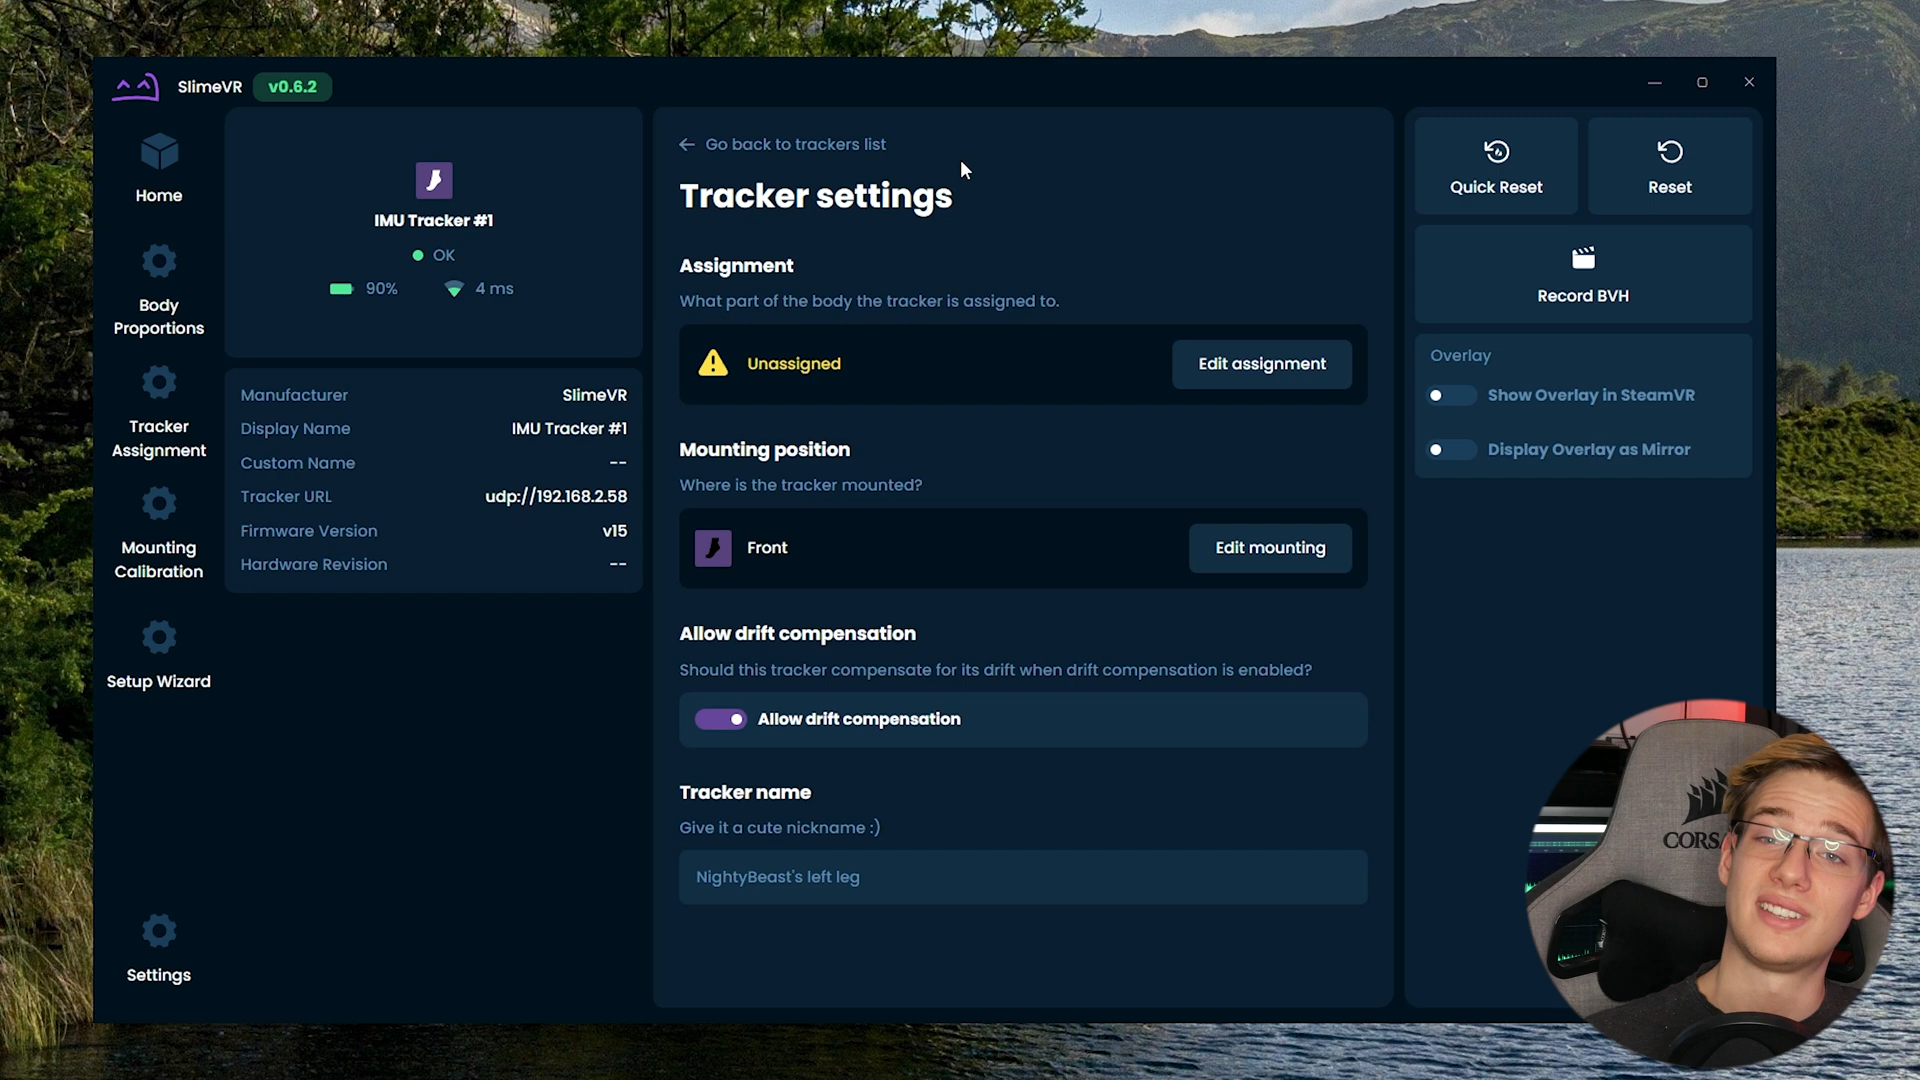 SlimeVR v0.6.2
Home
Body
Proportions
Tracker
Assignment
Mounting
Calibration
Setup Wizard
Settings
IMU Tracker #1
OK
90% 4 ms
Manufacturer SlimeVR
Display Name IMU Tracker #1
Custom Name --
Tracker URL udp://192.168.2.58
Firmware Version v15
Hardware Revision --
Go back to trackers list
Tracker settings
Assignment
What part of the body the tracker is assigned to.
Unassigned Edit assignment
Mounting position
Where is the tracker mounted?
Front Edit mounting
Allow drift compensation
Should this tracker compensate for its drift when drift compensation is enabled?
Allow drift compensation
Tracker name
Give it a cute nickname :)
NightyBeast's left leg
Quick Reset Reset
Record BVH
Overlay
Show Overlay in SteamVR
Display Overlay as Mirror
CORS